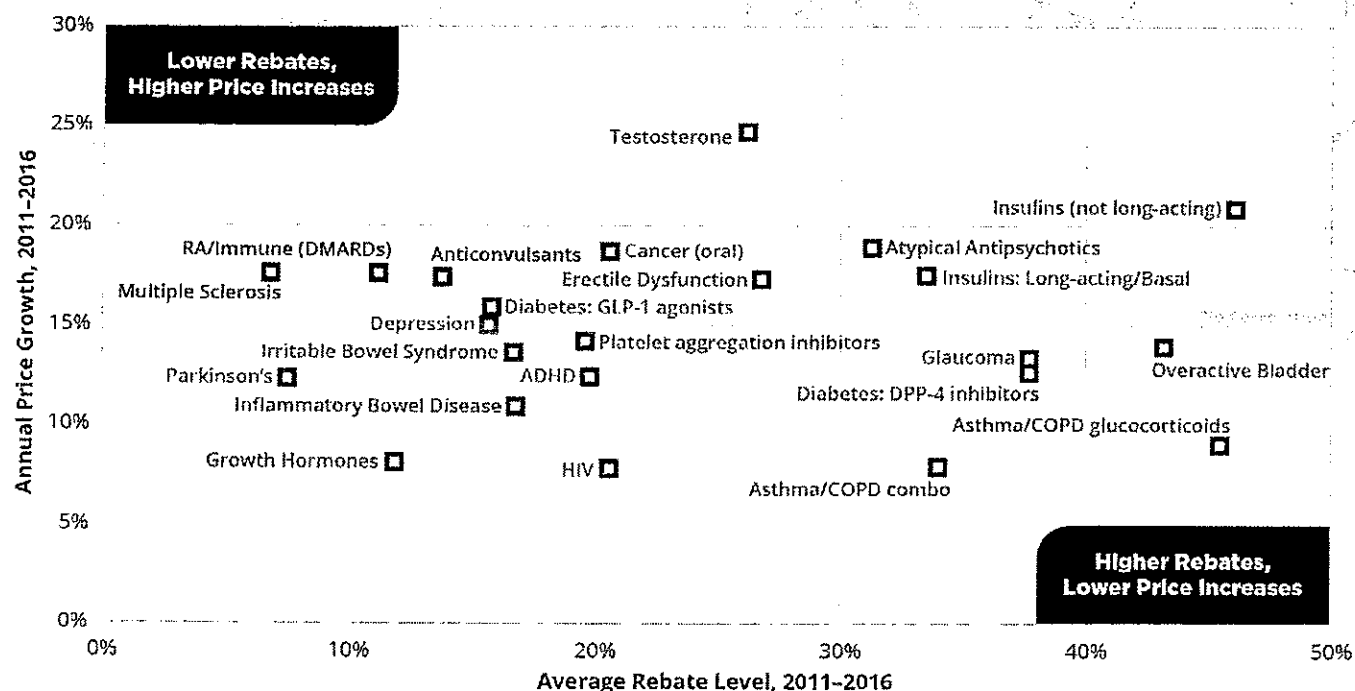 30%
Lower Rebates,
Higher Price Increases
25%
Testosterone
Insulins (not long-acting)
20%
RA/Immune (DMARDs)
Anticonvulsants
Cancer (oral)
Atypical Antipsychotics
Multiple Sclerosis
Erectile Dysfunction
Insulins: Long-acting/Basal
Diabetes: GLP-1 agonists
15%
Depression
Irritable Bowel Syndrome
Platelet aggregation inhibitors
Glaucoma
Overactive Bladder
Parkinson's
ADHD
Diabetes: DPP-4 inhibitors
Inflammatory Bowel Disease
10%
Asthma/COPD glucocorticoids
Growth Hormones
HIV
Asthma/COPD combo
5%
Higher Rebates,
Lower Price Increases
0%
Annual Price Growth, 2011–2016
0%
10%
20%
30%
40%
50%
Average Rebate Level, 2011–2016